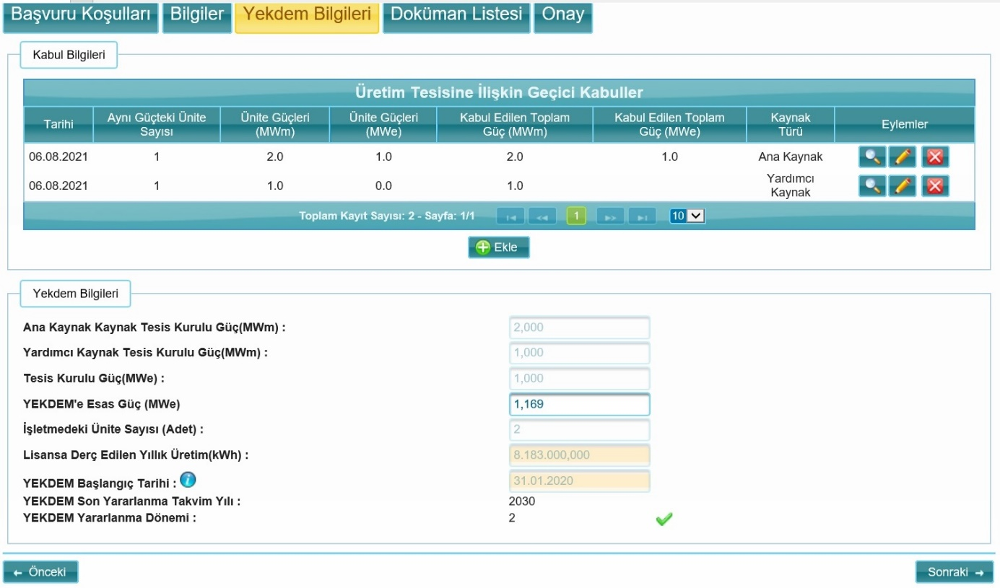 Başvuru Koşulları Bilgiler Yekdem Bilgileri Doküman Listesi Onay
Kabul Bilgileri
Üretim Tesisine İlişkin Geçici Kabuller
Tarihi Aynı Güçteki Ünite Sayısı Ünite Güçleri (MWm) Ünite Güçleri (MWe) Kabul Edilen Toplam Güç (MWm) Kabul Edilen Toplam Güç (MWe) Kaynak Türü Eylemler
06.08.2021 1 2.0 1.0 2.0 1.0 Ana Kaynak
06.08.2021 1 1.0 0.0 1.0 Yardımcı Kaynak
Toplam Kayıt Sayısı: 2 - Sayfa: 1/1 1 10
Ekle
Yekdem Bilgileri
Ana Kaynak Kaynak Tesis Kurulu Güç(MWm) : 2,000
Yardımcı Kaynak Tesis Kurulu Güç(MWm) : 1,000
Tesis Kurulu Güç(MWe) : 1,000
YEKDEM'e Esas Güç (MWe) 1,169
İşletmedeki Ünite Sayısı (Adet) : 2
Lisansa Derç Edilen Yıllık Üretim(kWh) : 8.183.000,000
YEKDEM Başlangıç Tarihi : 31.01.2020
YEKDEM Son Yararlanma Takvim Yılı : 2030
YEKDEM Yararlanma Dönemi : 2
← Önceki Sonraki →